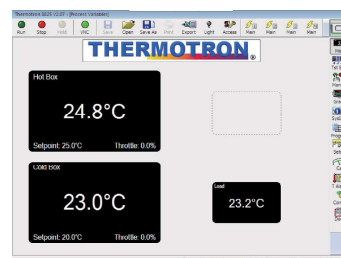 Thermotron 8825 V2.07 - [Process Variables]
Run Stop Hold VNC Save Open Save As Print Export Light Access Main Main Main Main
THERMOTRON®
Hot Box
24.8°C
Setpoint: 25.0°C Throttle: 0.0%
Cold Box
23.0°C
Setpoint: 20.0°C Throttle: 0.0%
Load
23.2°C